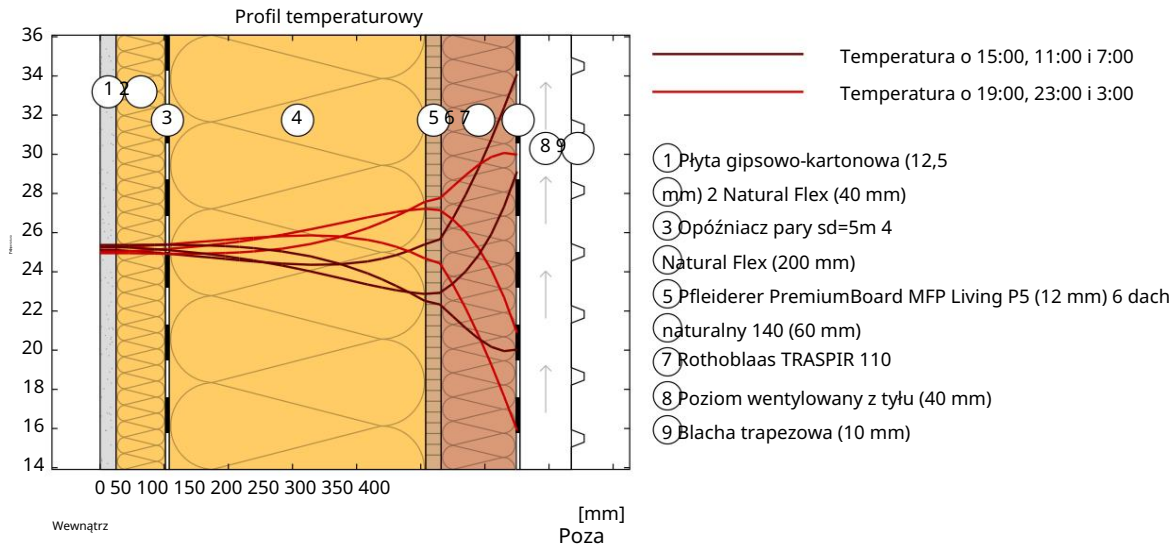 Profil temperaturowy
36
34
32
30
28
26
24
22
20
18
16
14
1 2
3
4
5 6 7
8 9
0 50 100 150 200 250 300 350 400
[mm]
Wewnątrz
Poza
Temperatura o 15:00, 11:00 i 7:00
Temperatura o 19:00, 23:00 i 3:00
1 Płyta gipsowo-kartonowa (12,5
mm) 2 Natural Flex (40 mm)
3 Opóźniacz pary sd=5m 4
Natural Flex (200 mm)
5 Pfleiderer PremiumBoard MFP Living P5 (12 mm) 6 dach
naturalny 140 (60 mm)
7 Rothoblaas TRASPIR 110
8 Poziom wentylowany z tyłu (40 mm)
9 Blacha trapezowa (10 mm)